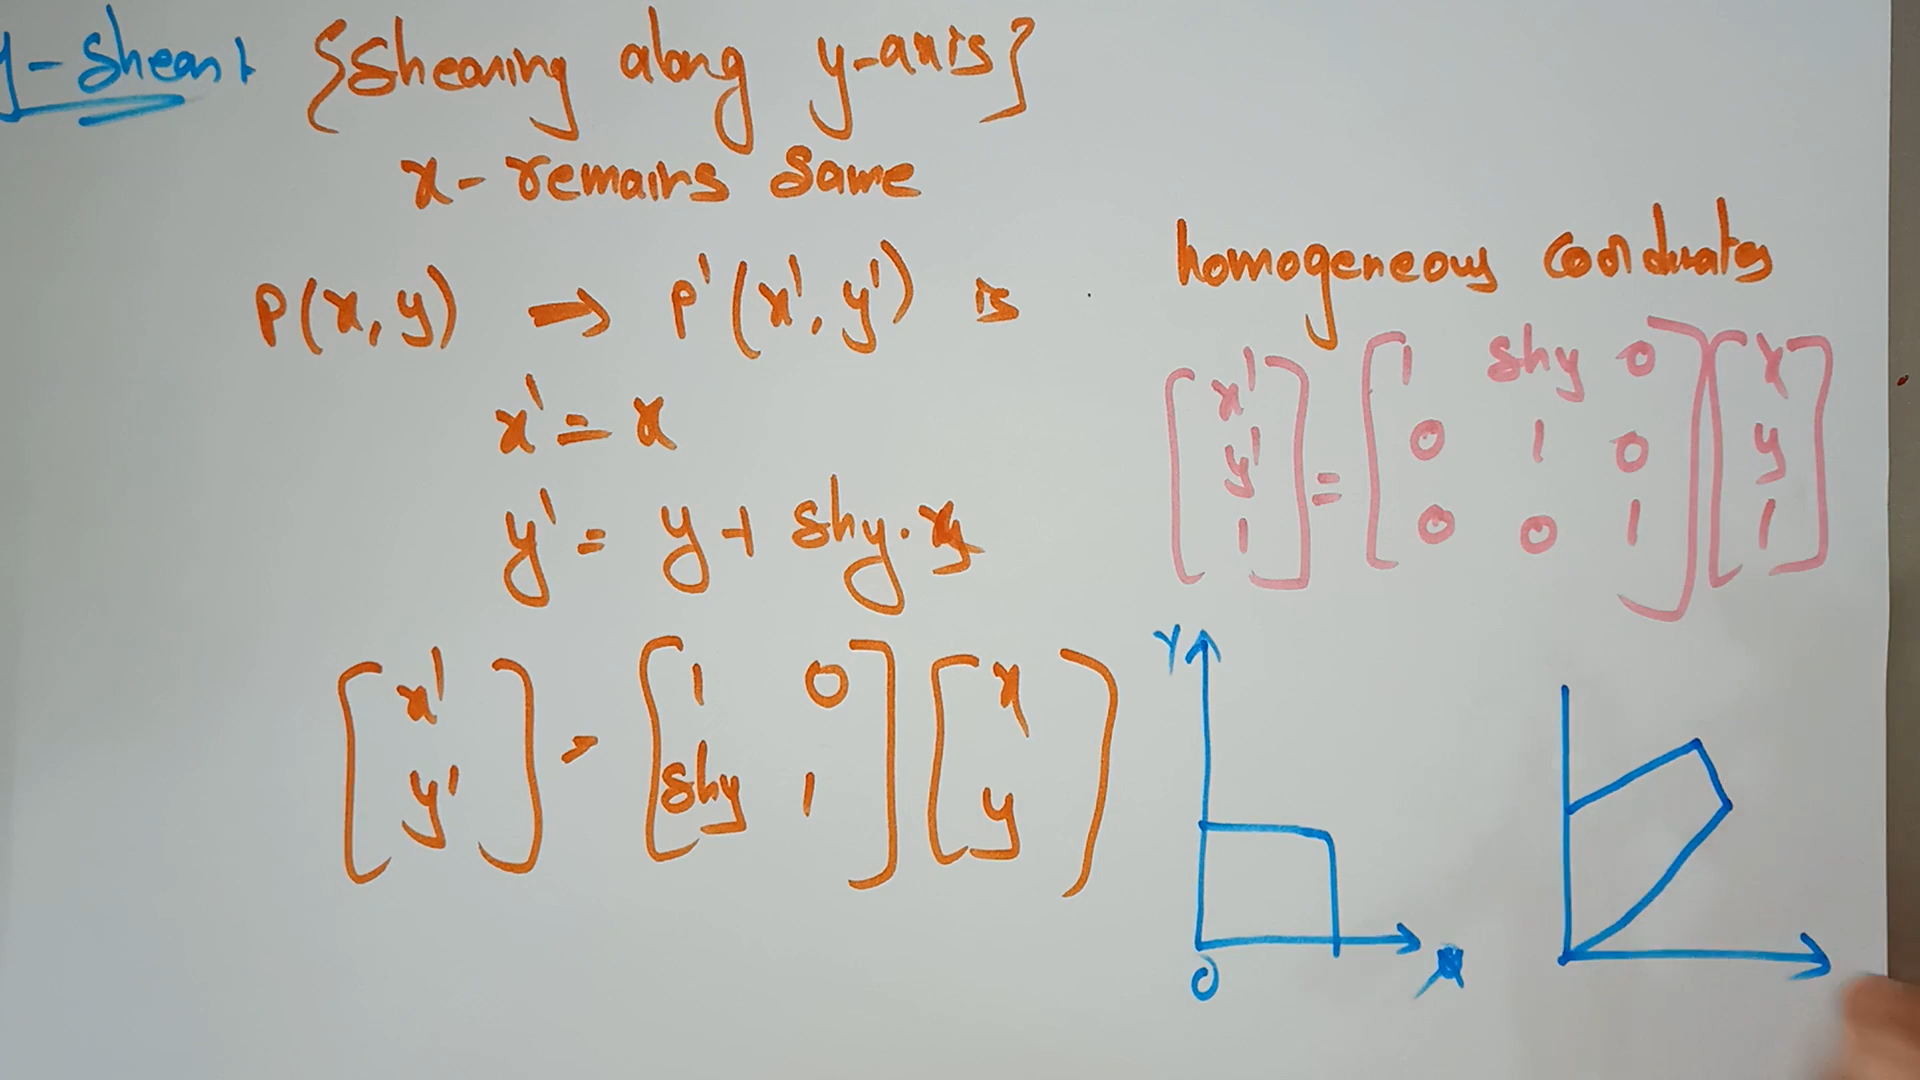 y-shear {shearing along y-axis}
x- remains same
P(x, y) → P'(x', y') is
x' = x
y' = y + shy.x
[x'] = [1 0] [x]
[y'] [shy 1] [y]
homogeneous coordinates
[x'] = [1 shy 0] [x]
[y'] [0 1 0] [y]
[1] [0 0 1] [1]
Y
O